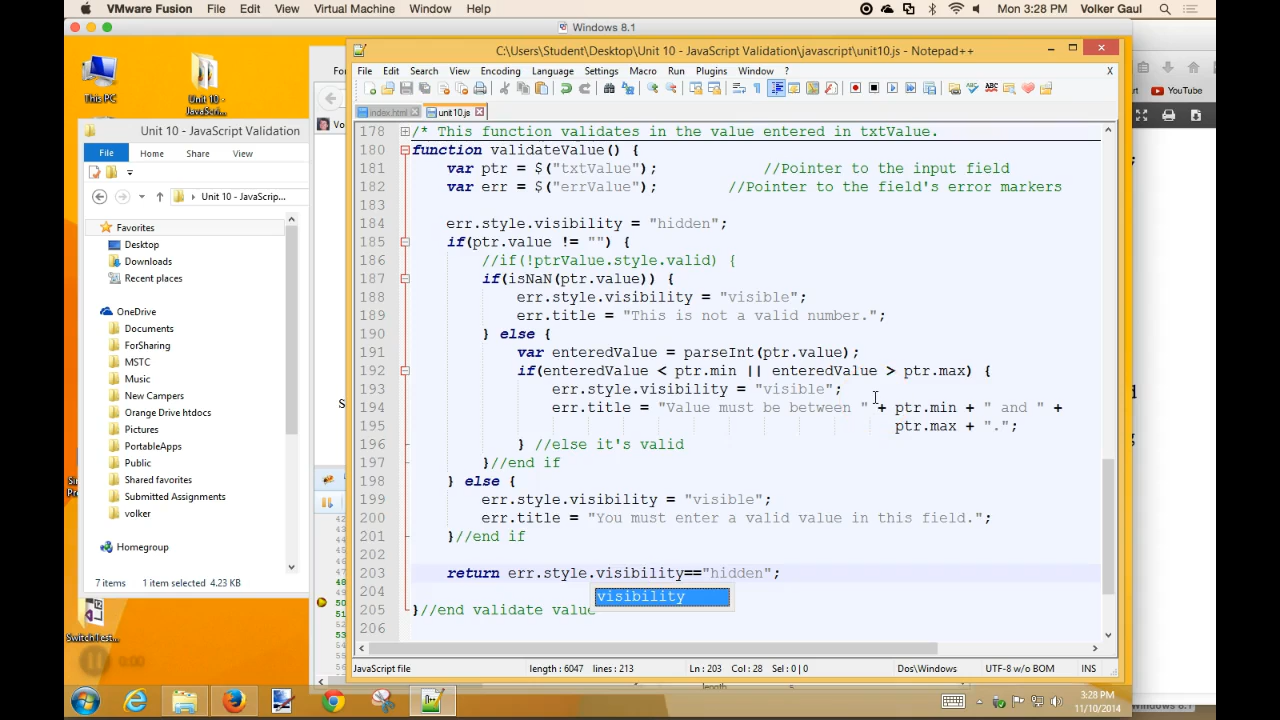 VMware Fusion File Edit View Virtual Machine Window Help Mon 3:28 PM Volker Gaul
Windows 8.1
C:\Users\Student\Desktop\Unit 10 - JavaScript Validation\javascript\unit10.js - Notepad++
File Edit Search View Encoding Language Settings Macro Run Plugins Window ? X
index.html unit10.js
YouTube
This PC
Unit 10 -
JavaScri...
Unit 10 - JavaScript Validation
File Home Share View
Unit 10 - JavaScrip...
Favorites
Desktop
Downloads
Recent places
OneDrive
Documents
ForSharing
MSTC
Music
New Campers
Orange Drive htdocs
Pictures
PortableApps
Public
Shared favorites
Submitted Assignments
volker
Homegroup
7 items 1 item selected 4.23 KB
SwitchTest...
0:00
178 /* This function validates in the value entered in txtValue.
180 function validateValue() {
181 var ptr = $("txtValue"); //Pointer to the input field
182 var err = $("errValue"); //Pointer to the field's error markers
183
184 err.style.visibility = "hidden";
185 if(ptr.value != "") {
186 //if(!ptrValue.style.valid) {
187 if(isNaN(ptr.value)) {
188 err.style.visibility = "visible";
189 err.title = "This is not a valid number.";
190 } else {
191 var enteredValue = parseInt(ptr.value);
192 if(enteredValue < ptr.min || enteredValue > ptr.max) {
193 err.style.visibility = "visible";
194 err.title = "Value must be between " + ptr.min + " and " +
195 ptr.max + ".";
196 } //else it's valid
197 }//end if
198 } else {
199 err.style.visibility = "visible";
200 err.title = "You must enter a valid value in this field.";
201 }//end if
202
203 return err.style.visibility=="hidden";
204 visibility
205 }//end validate value
206
JavaScript file length : 6047 lines : 213 Ln : 203 Col : 28 Sel : 0 | 0 Dos\Windows UTF-8 w/o BOM INS
3:28 PM
11/10/2014
Windows 8.1